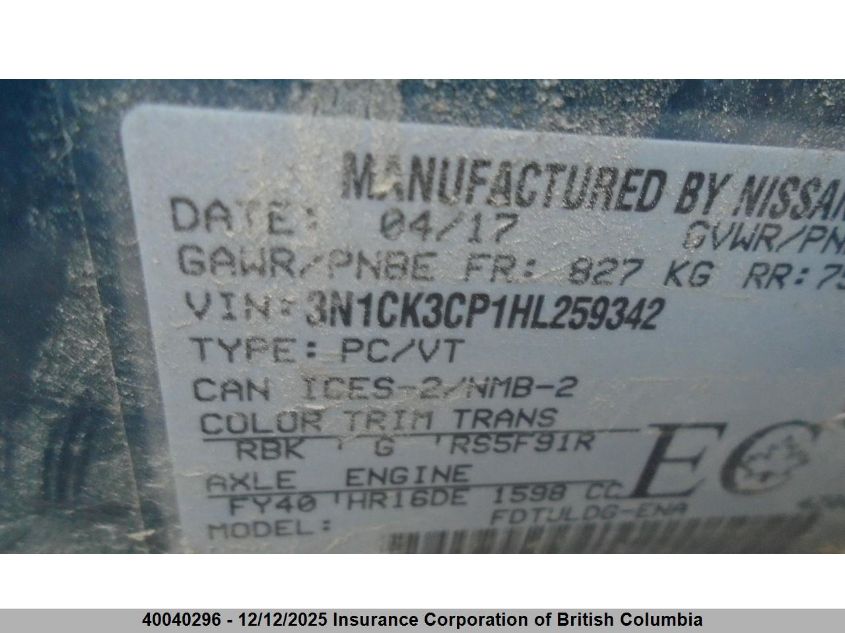 MANUFACTURED BY NISSAN
DATE: 04/17 GVWR/PN
GAWR/PNBE FR: 827 KG RR: 75
VIN: 3N1CK3CP1HL259342
TYPE: PC/VT
CAN ICES-2/NMB-2
COLOR TRIM TRANS
RBK G RS5F91R
AXLE ENGINE
FY40 HR16DE 1598 CC
EC
MODEL: FDTULDG-ENA
40040296 - 12/12/2025 Insurance Corporation of British Columbia